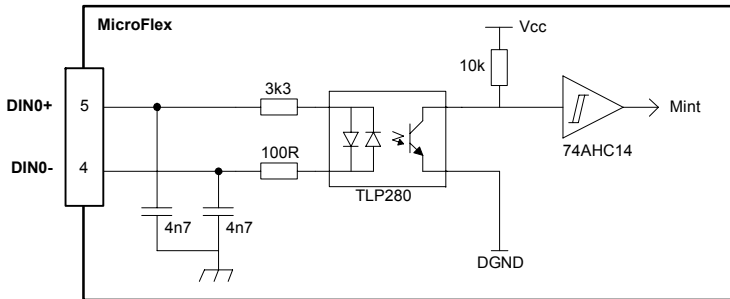 MicroFlex
Vcc
10k
3k3
DIN0+
5
Mint
DIN0-
4
100R
74AHC14
TLP280
4n7
4n7
DGND